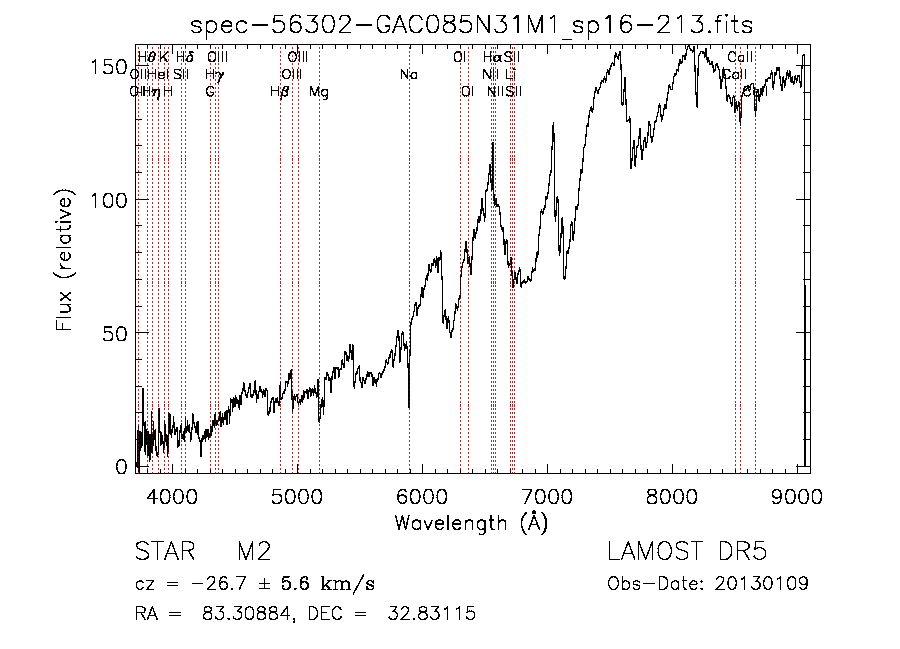 spec-56302-GAC085N31M1_sp16-213.fits
Hθ K Hδ OIII OIII OI Hα SII CaII
OII HeI SII Hγ OIII Na NII Li CaII
OII Hη H G Hβ Mg OI NII SII CaII
150
100
50
0
Flux (relative)
4000 5000 6000 7000 8000 9000
Wavelength (Å)
STAR M2 LAMOST DR5
cz = -26.7 ± 5.6 km/s Obs-Date: 20130109
RA = 83.30884, DEC = 32.83115